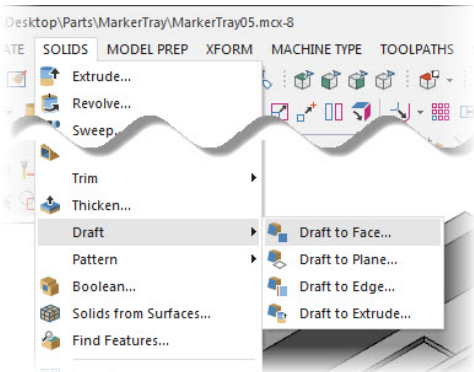 Desktop\Parts\MarkerTray\MarkerTray05.mcx-8
ATE SOLIDS MODEL PREP XFORM MACHINE TYPE TOOLPATHS
Extrude...
Revolve...
Sweep...
Trim
Thicken...
Draft
Draft to Face...
Pattern
Draft to Plane...
Boolean...
Draft to Edge...
Solids from Surfaces...
Draft to Extrude...
Find Features...